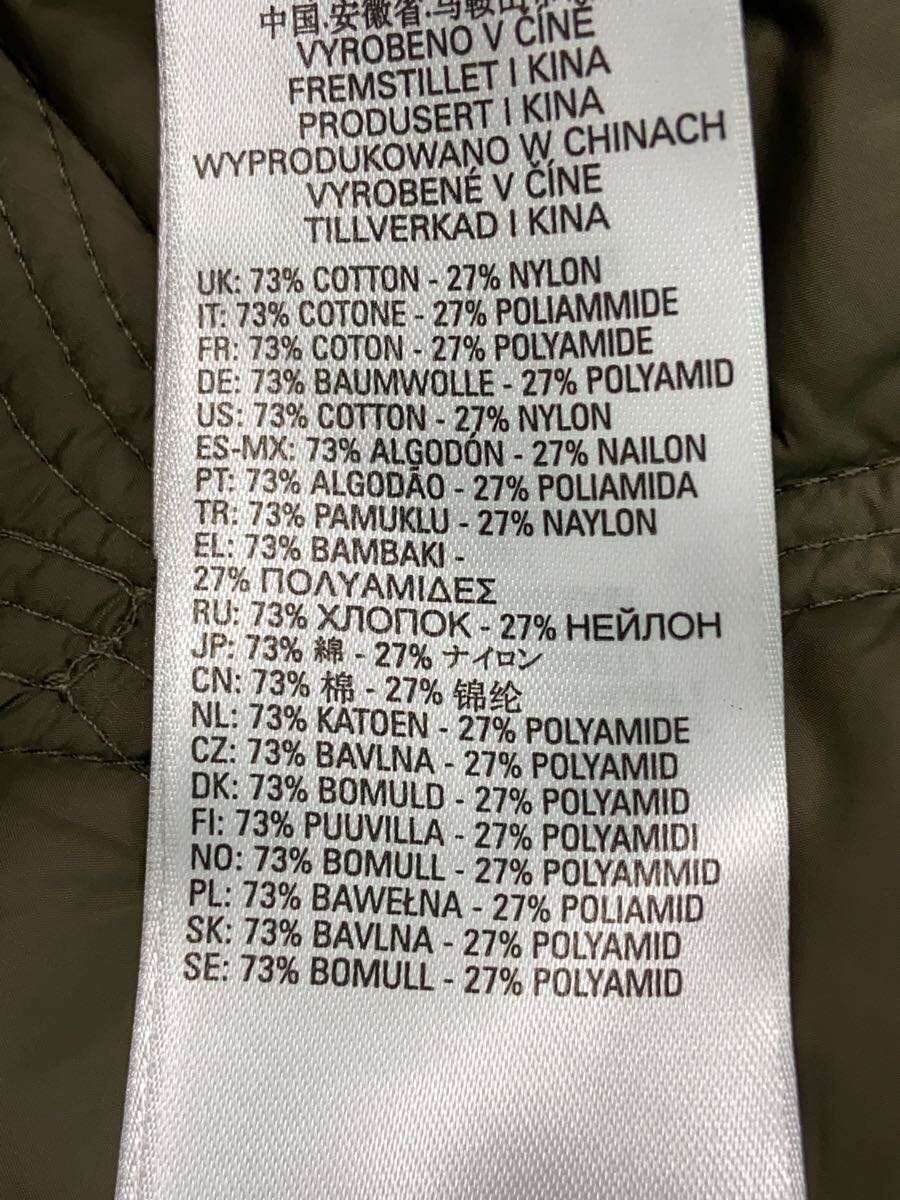 中国.安徽省.马鞍山
VYROBENO V ČÍNĚ
FREMSTILLET I KINA
PRODUSERT I KINA
WYPRODUKOWANO W CHINACH
VYROBENÉ V ČÍNE
TILLVERKAD I KINA
UK: 73% COTTON - 27% NYLON
IT: 73% COTONE - 27% POLIAMMIDE
FR: 73% COTON - 27% POLYAMIDE
DE: 73% BAUMWOLLE - 27% POLYAMID
US: 73% COTTON - 27% NYLON
ES-MX: 73% ALGODÓN - 27% NAILON
PT: 73% ALGODÃO - 27% POLIAMIDA
TR: 73% PAMUKLU - 27% NAYLON
EL: 73% ΒΑΜΒΑΚΙ -
27% ΠΟΛΥΑΜΙΔΕΣ
RU: 73% ХЛОПОК - 27% НЕЙЛОН
JP: 73% 綿 - 27% ナイロン
CN: 73% 棉 - 27% 锦纶
NL: 73% KATOEN - 27% POLYAMIDE
CZ: 73% BAVLNA - 27% POLYAMID
DK: 73% BOMULD - 27% POLYAMID
FI: 73% PUUVILLA - 27% POLYAMIDI
NO: 73% BOMULL - 27% POLYAMMID
PL: 73% BAWEŁNA - 27% POLIAMID
SK: 73% BAVLNA - 27% POLYAMID
SE: 73% BOMULL - 27% POLYAMID